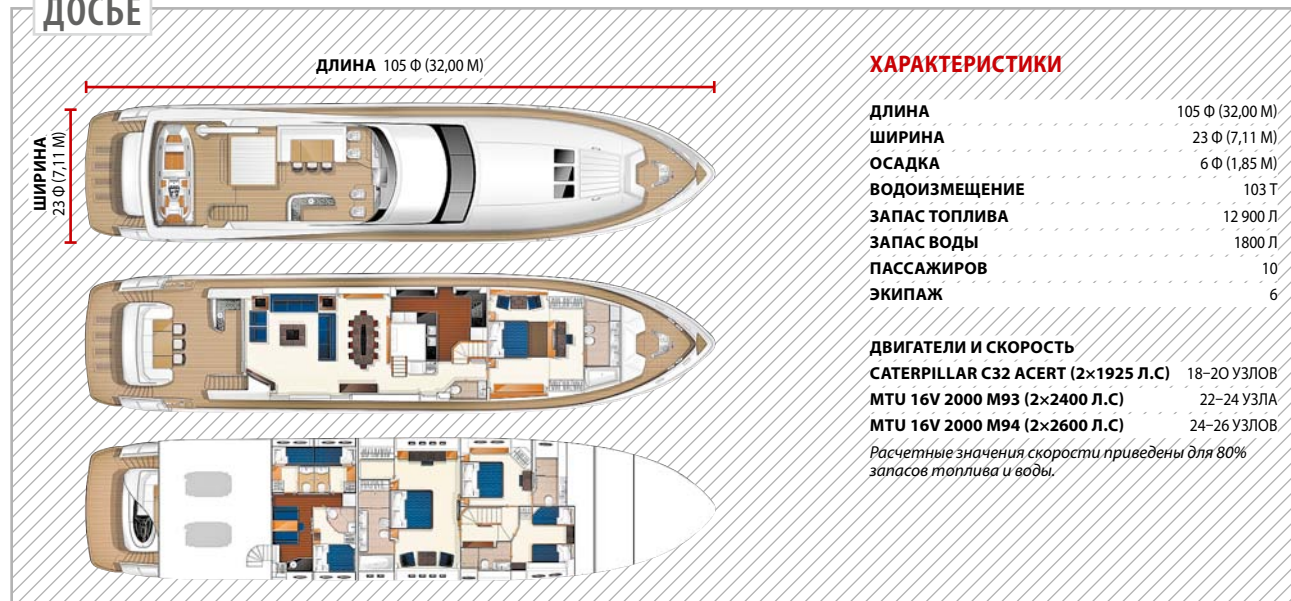 ДОСЬЕ
ДЛИНА 105 Ф (32,00 М)
ШИРИНА
23 Ф (7,11 М)
ХАРАКТЕРИСТИКИ
ДЛИНА 105 Ф (32,00 М)
ШИРИНА 23 Ф (7,11 М)
ОСАДКА 6 Ф (1,85 М)
ВОДОИЗМЕЩЕНИЕ 103 Т
ЗАПАС ТОПЛИВА 12 900 Л
ЗАПАС ВОДЫ 1800 Л
ПАССАЖИРОВ 10
ЭКИПАЖ 6
ДВИГАТЕЛИ И СКОРОСТЬ
CATERPILLAR C32 ACERT (2×1925 Л.С) 18–20 УЗЛОВ
MTU 16V 2000 M93 (2×2400 Л.С) 22–24 УЗЛА
MTU 16V 2000 M94 (2×2600 Л.С) 24–26 УЗЛОВ
Расчетные значения скорости приведены для 80%
запасов топлива и воды.